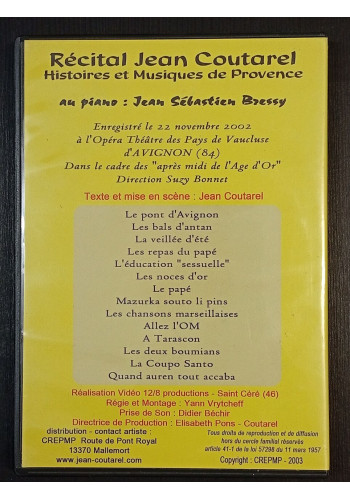 Récital Jean Coutarel
Histoires et Musiques de Provence
au piano : Jean Sébastien Bressy
Enregistré le 22 novembre 2002
à l'Opéra Théâtre des Pays de Vaucluse
d'AVIGNON (84)
Dans le cadre des "après midi de l'Age d'Or"
Direction Suzy Bonnet
Texte et mise en scène : Jean Coutarel
Le pont d'Avignon
Les bals d'antan
La veillée d'été
Les repas du papé
L'éducation "sessuelle"
Les noces d'or
Le papé
Mazurka souto li pins
Les chansons marseillaises
Allez l'OM
A Tarascon
Les deux boumians
La Coupo Santo
Quand auren tout accaba
Réalisation Vidéo 12/8 productions - Saint Céré (46)
Régie et Montage : Yann Vrytcheff
Prise de Son : Didier Béchir
Directrice de Production : Elisabeth Pons - Coutarel
distribution - contact artiste :
CREPMP Route de Pont Royal
13370 Mallemort
www.jean-coutarel.com
Tous droits de reproduction et de diffusion
hors du cercle familial réservés
article 41-1 de la loi 57298 du 11 mars 1957
Copyright : CREPMP - 2003